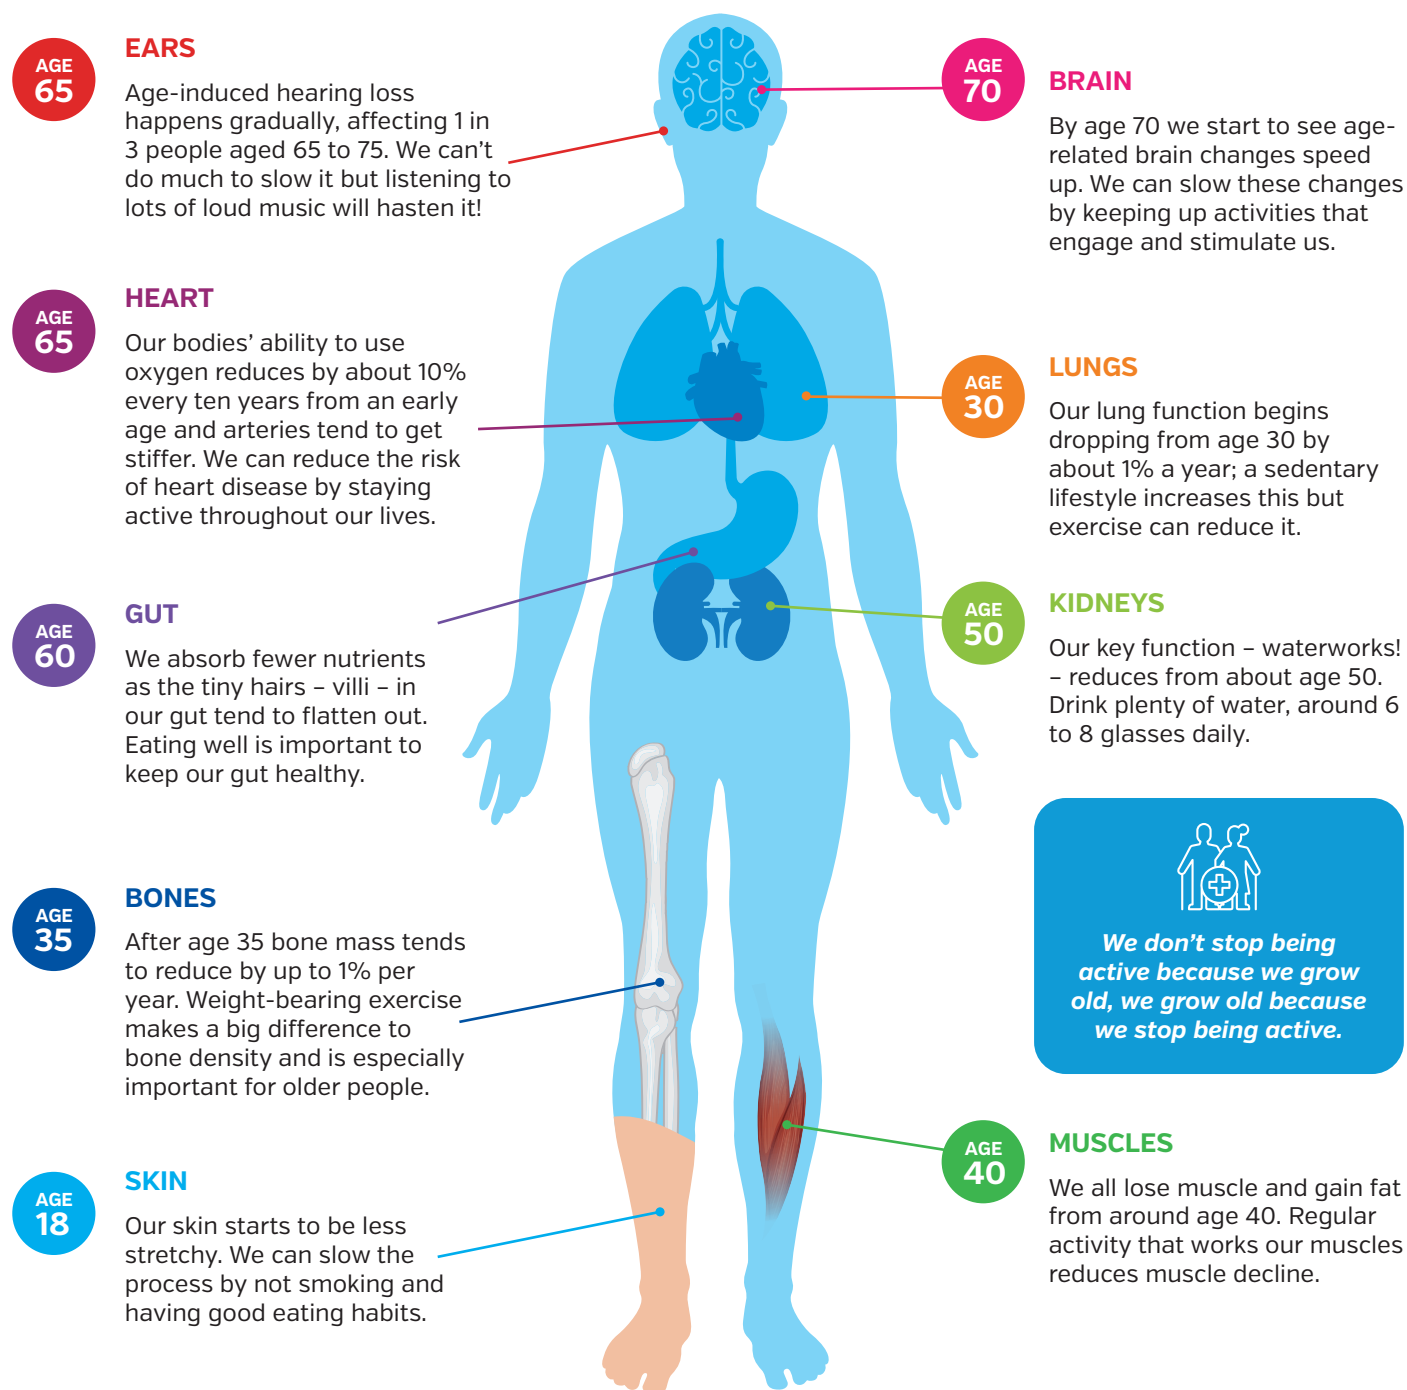 AGE
65
EARS
Age-induced hearing loss
happens gradually, affecting 1 in
3 people aged 65 to 75. We can’t
do much to slow it but listening to
lots of loud music will hasten it!
AGE
65
HEART
Our bodies’ ability to use
oxygen reduces by about 10%
every ten years from an early
age and arteries tend to get
stiffer. We can reduce the risk
of heart disease by staying
active throughout our lives.
AGE
60
GUT
We absorb fewer nutrients
as the tiny hairs – villi – in
our gut tend to flatten out.
Eating well is important to
keep our gut healthy.
AGE
35
BONES
After age 35 bone mass tends
to reduce by up to 1% per
year. Weight-bearing exercise
makes a big difference to
bone density and is especially
important for older people.
AGE
18
SKIN
Our skin starts to be less
stretchy. We can slow the
process by not smoking and
having good eating habits.
AGE
70
BRAIN
By age 70 we start to see age-
related brain changes speed
up. We can slow these changes
by keeping up activities that
engage and stimulate us.
AGE
30
LUNGS
Our lung function begins
dropping from age 30 by
about 1% a year; a sedentary
lifestyle increases this but
exercise can reduce it.
AGE
50
KIDNEYS
Our key function – waterworks!
– reduces from about age 50.
Drink plenty of water, around 6
to 8 glasses daily.
We don’t stop being
active because we grow
old, we grow old because
we stop being active.
AGE
40
MUSCLES
We all lose muscle and gain fat
from around age 40. Regular
activity that works our muscles
reduces muscle decline.